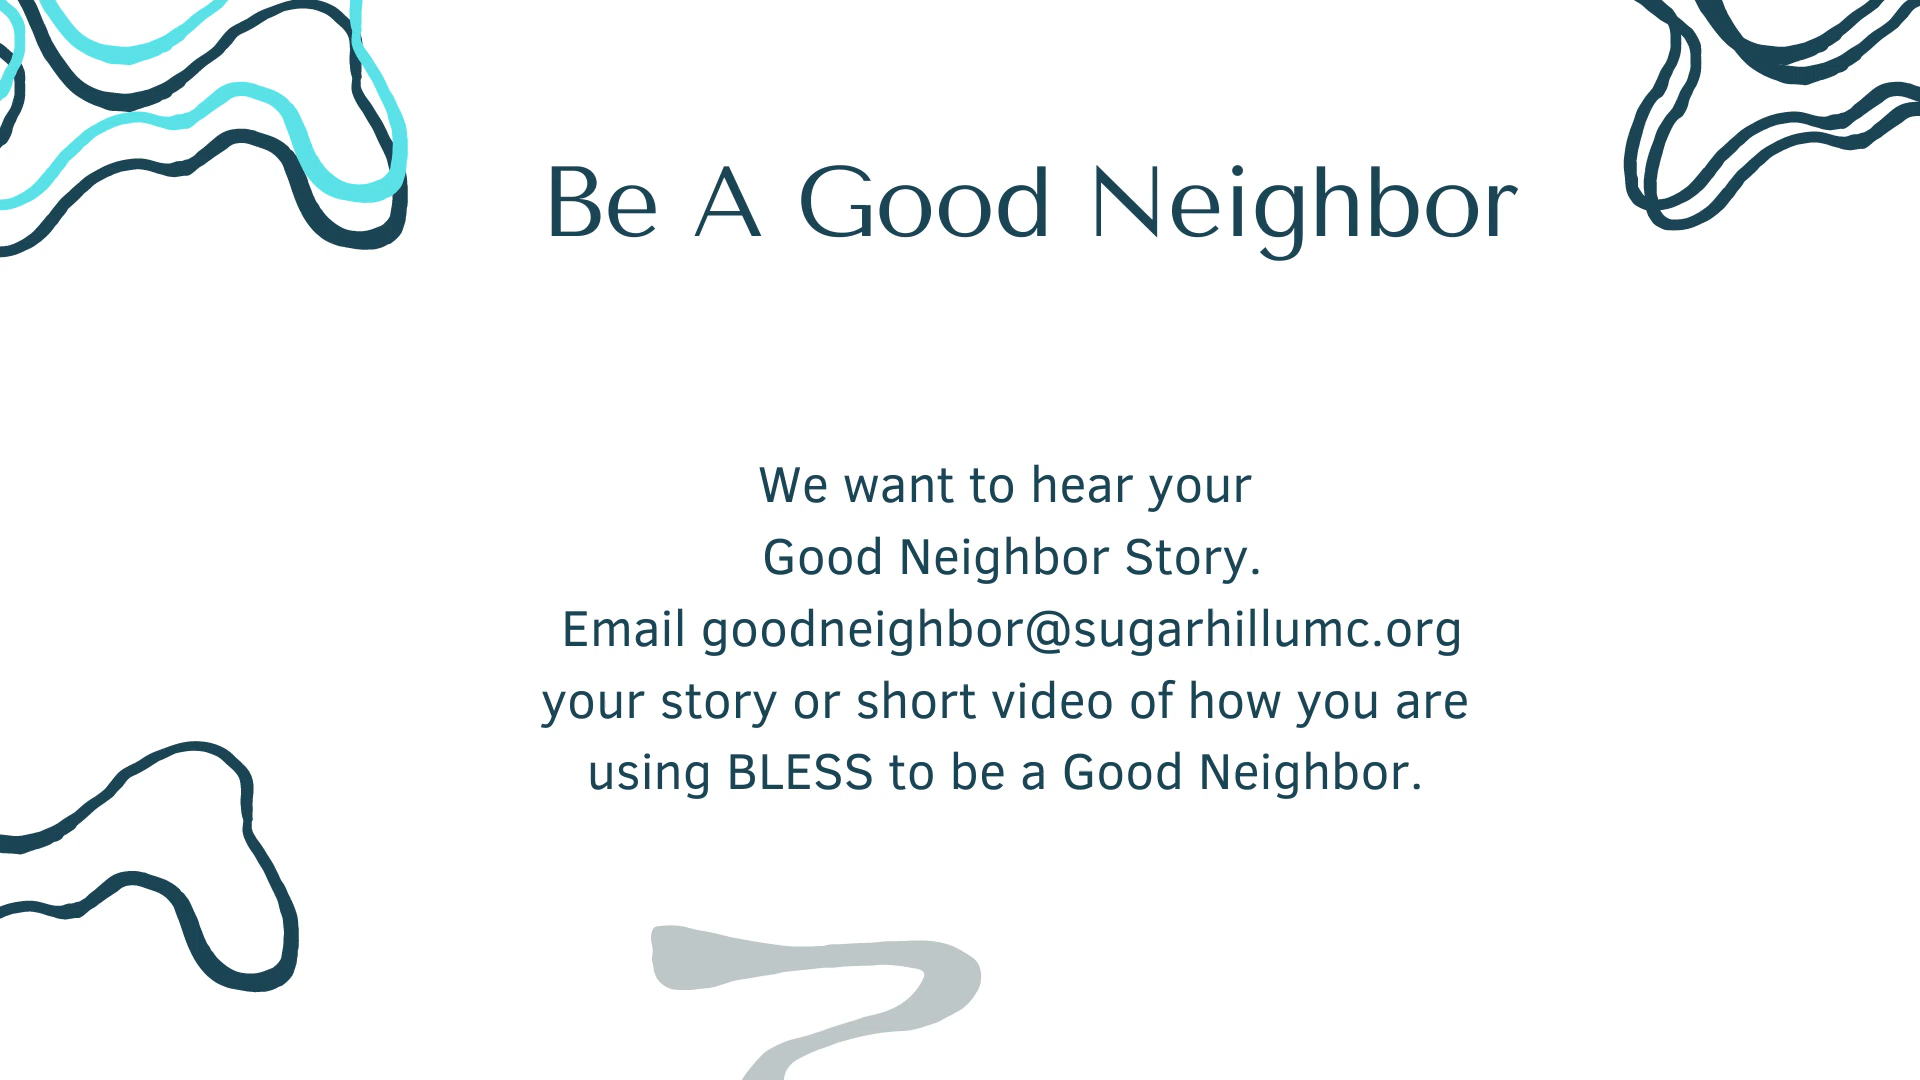 Be A Good Neighbor
We want to hear your
Good Neighbor Story.
Email goodneighbor@sugarhillumc.org
your story or short video of how you are
using BLESS to be a Good Neighbor.